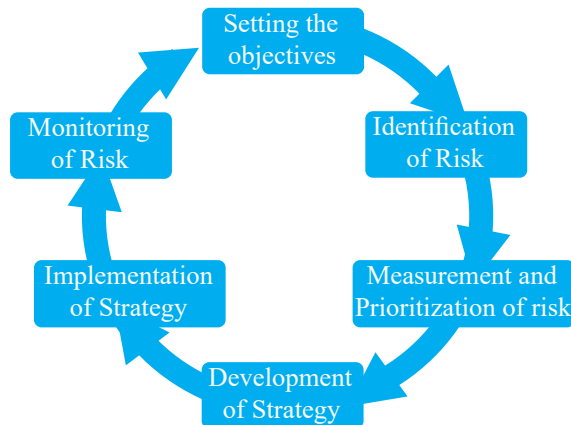 Setting the
objectives
Identification
of Risk
Measurement and
Prioritization of risk
Development
of Strategy
Implementation
of Strategy
Monitoring
of Risk